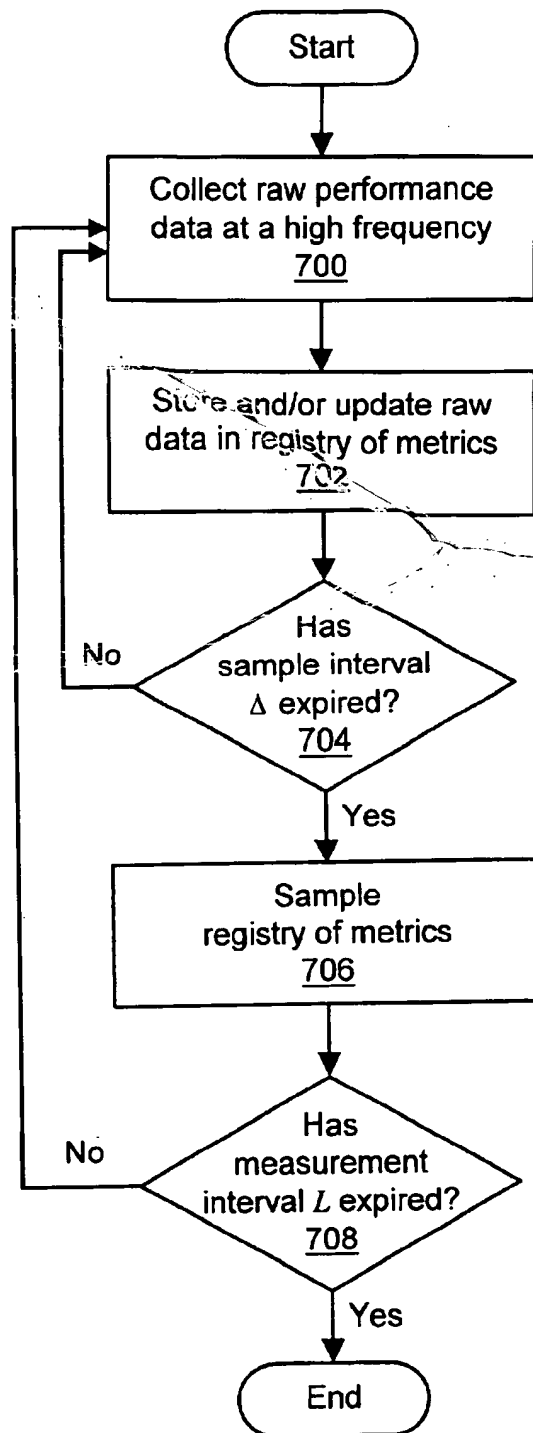 Start
Collect raw performance
data at a high frequency
700
Store and/or update raw
data in registry of metrics
702
No
Has
sample interval
Δ expired?
704
Yes
Sample
registry of metrics
706
No
Has
measurement
interval L expired?
708
Yes
End